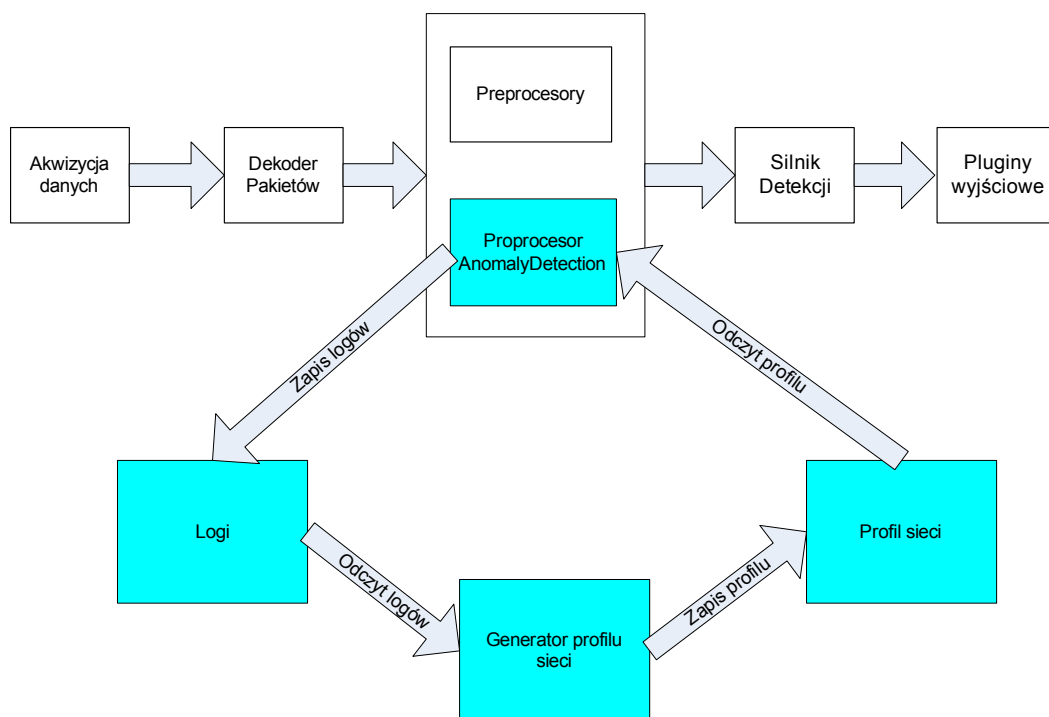 Preprocesory
Akwizycja
danych
Dekoder
Pakietów
Silnik
Detekcji
Pluginy
wyjściowe
Proprocesor
AnomalyDetection
Zapis logów
Odczyt profilu
Logi
Profil sieci
Odczyt logów
Zapis profilu
Generator profilu
sieci